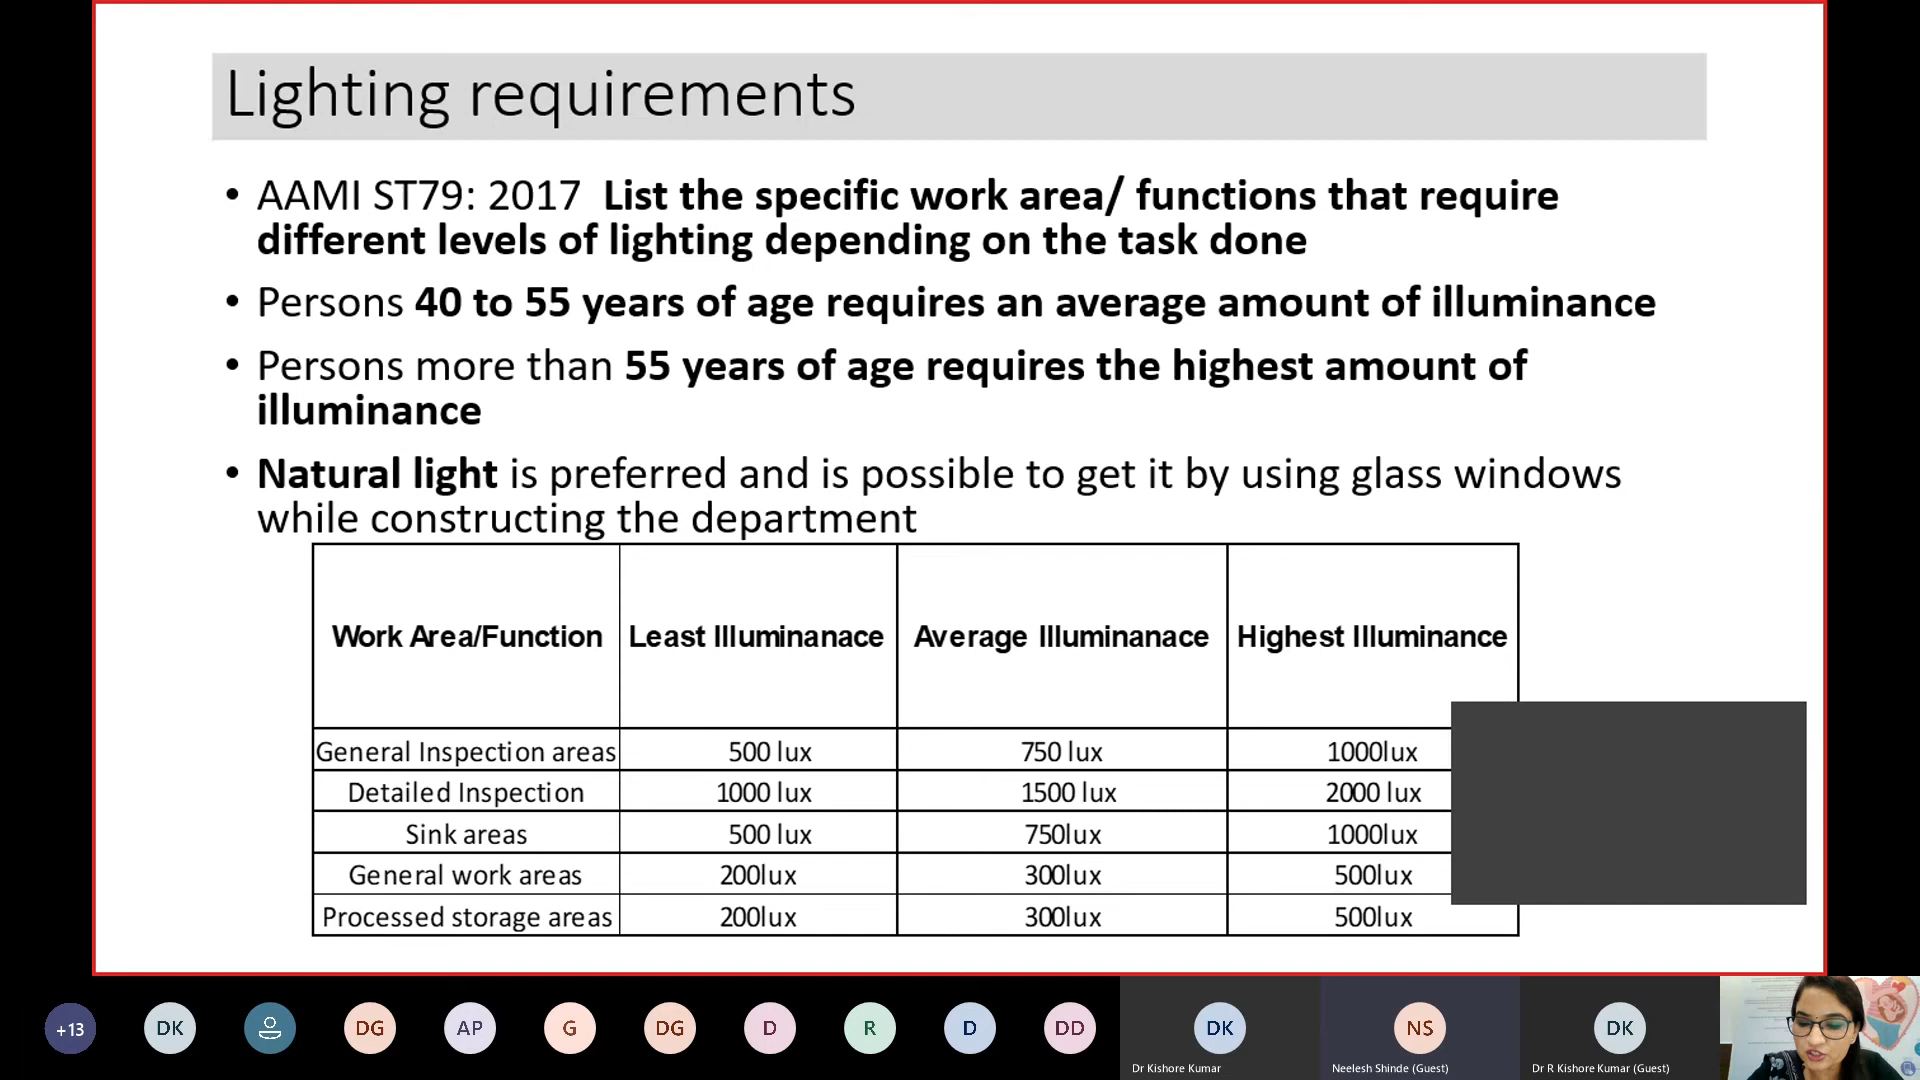 Lighting requirements
• AAMI ST79: 2017 List the specific work area/ functions that require
different levels of lighting depending on the task done
• Persons 40 to 55 years of age requires an average amount of illuminance
• Persons more than 55 years of age requires the highest amount of
illuminance
• Natural light is preferred and is possible to get it by using glass windows
while constructing the department
Work Area/Function Least Illuminanace Average Illuminanace Highest Illuminance
General Inspection areas 500 lux 750 lux 1000lux
Detailed Inspection 1000 lux 1500 lux 2000 lux
Sink areas 500 lux 750lux 1000lux
General work areas 200lux 300lux 500lux
Processed storage areas 200lux 300lux 500lux
+13 DK DG AP G DG D R D DD DK NS DK
Dr Kishore Kumar Neelesh Shinde (Guest) Dr R Kishore Kumar (Guest)